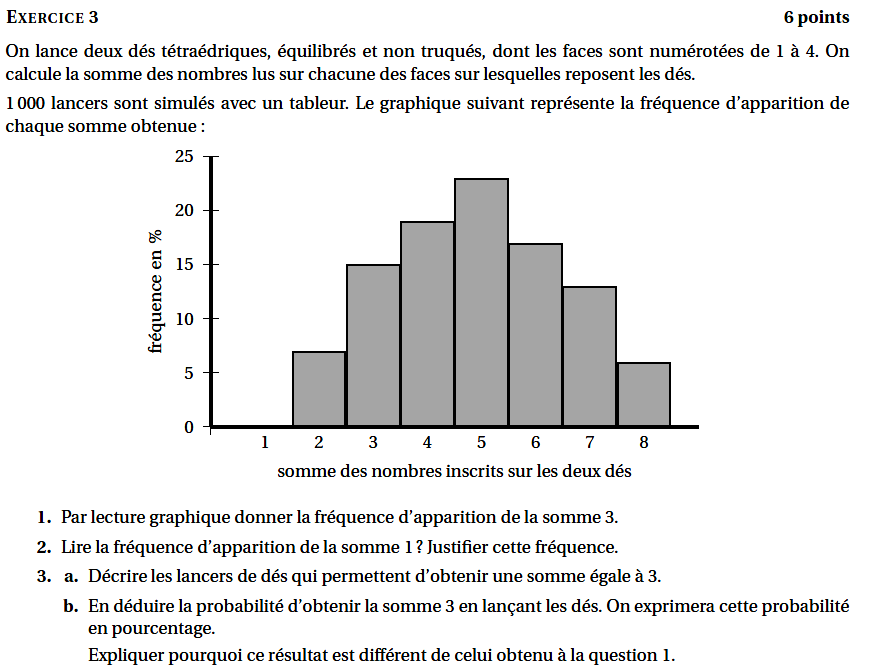 EXERCICE 3 6 points
On lance deux dés tétraédriques, équilibrés et non truqués, dont les faces sont numérotées de 1 à 4. On
calcule la somme des nombres lus sur chacune des faces sur lesquelles reposent les dés.
1 000 lancers sont simulés avec un tableur. Le graphique suivant représente la fréquence d'apparition de
chaque somme obtenue :
25
20
15
10
5
0
fréquence en %
1 2 3 4 5 6 7 8
somme des nombres inscrits sur les deux dés
1. Par lecture graphique donner la fréquence d'apparition de la somme 3.
2. Lire la fréquence d'apparition de la somme 1 ? Justifier cette fréquence.
3. a. Décrire les lancers de dés qui permettent d'obtenir une somme égale à 3.
b. En déduire la probabilité d'obtenir la somme 3 en lançant les dés. On exprimera cette probabilité
en pourcentage.
Expliquer pourquoi ce résultat est différent de celui obtenu à la question 1.